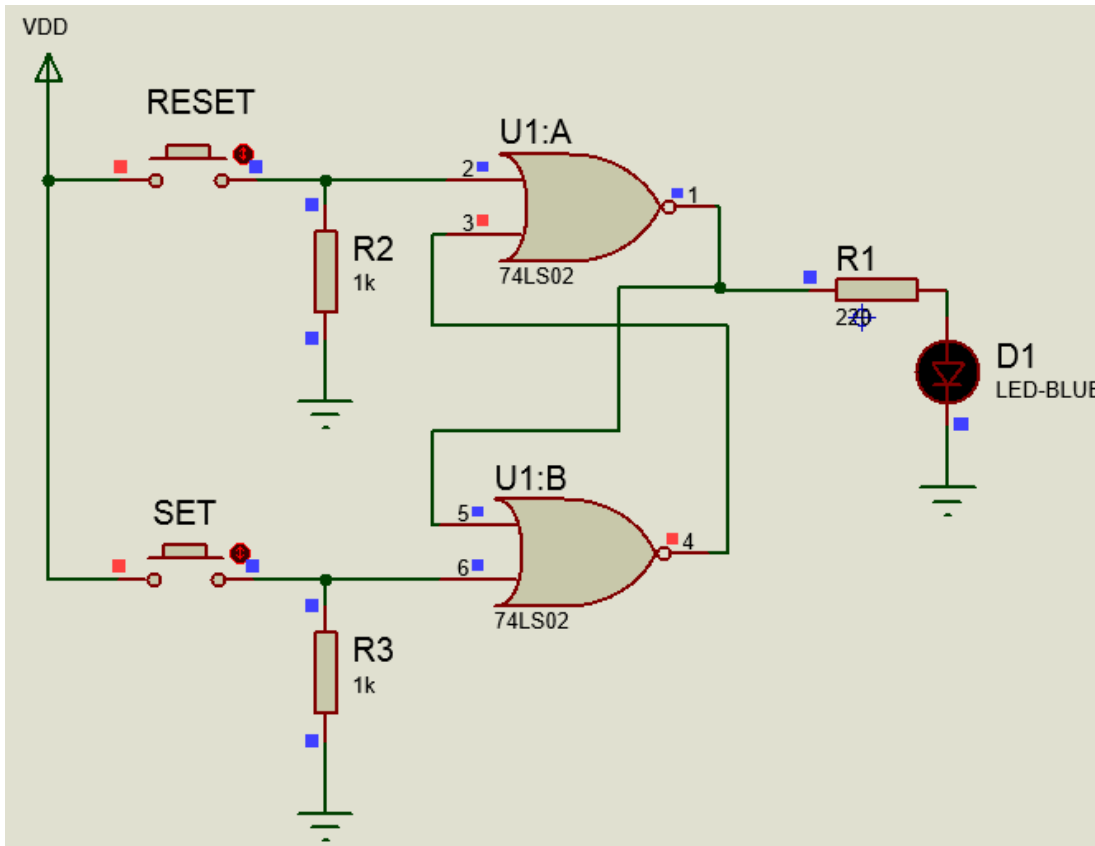 VDD
RESET
U1:A
2
3
1
74LS02
R2
1k
R1
220
D1
LED-BLUE
U1:B
5
6
4
74LS02
SET
R3
1k